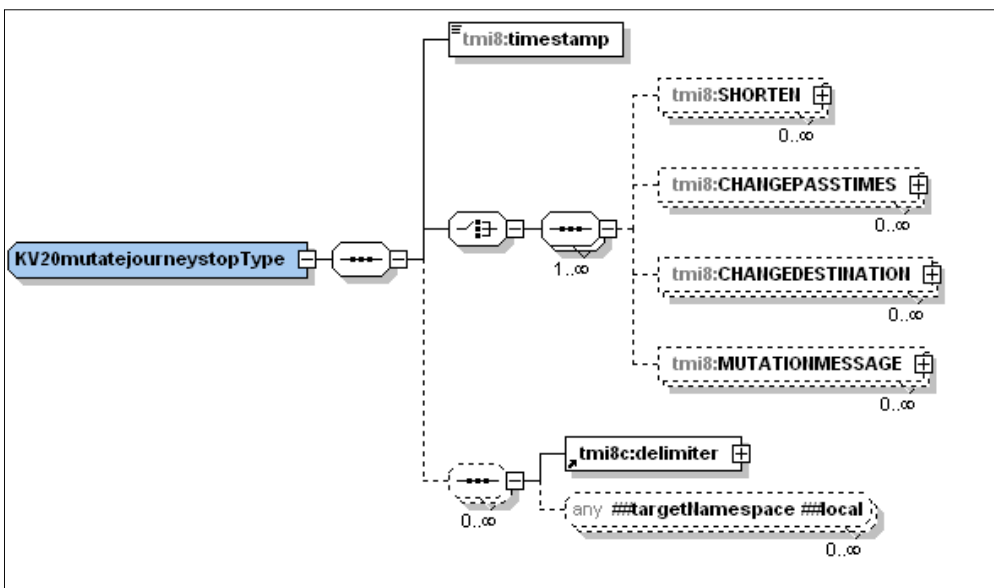 tmi8:timestamp
tmi8:SHORTEN
0..∞
tmi8:CHANGEPASSTIMES
0..∞
KV20mutatejourneystopType
1..∞
tmi8:CHANGEDESTINATION
0..∞
tmi8:MUTATIONMESSAGE
0..∞
tmi8c:delimiter
0..∞
any ##targetNamespace ##local
0..∞